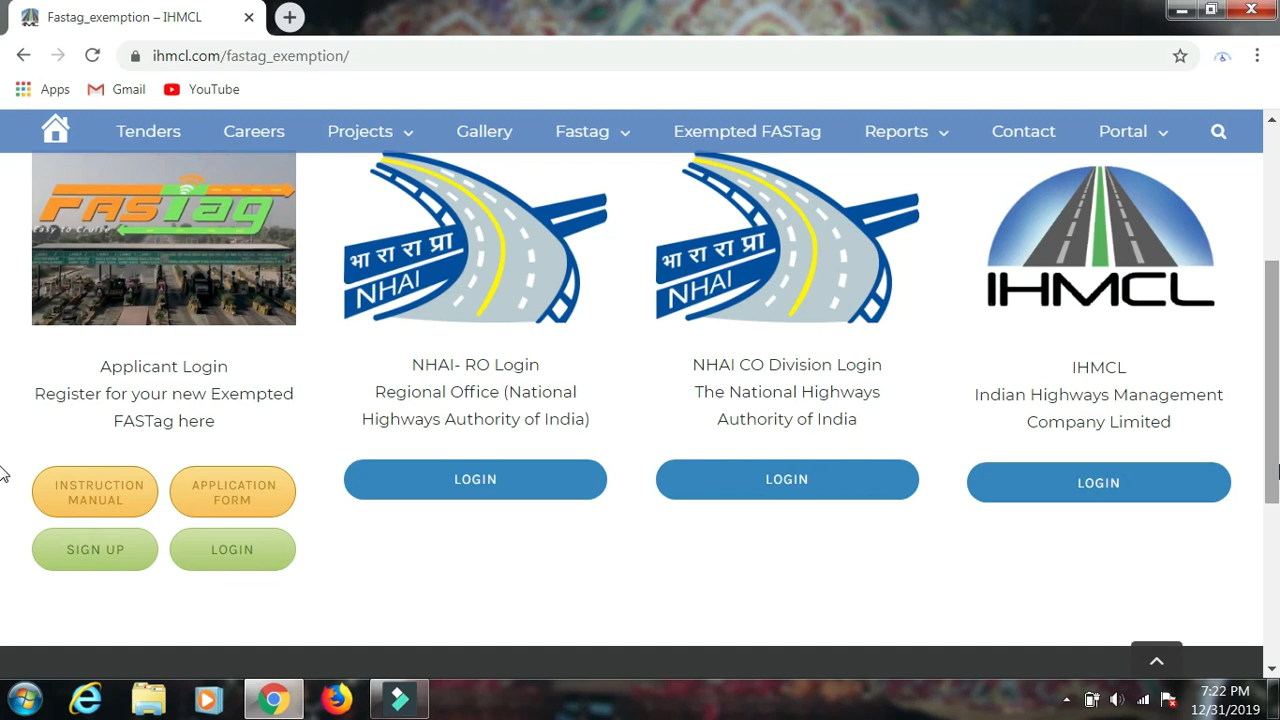 Fastag_exemption – IHMCL
ihmcl.com/fastag_exemption/
Apps Gmail YouTube
Tenders Careers Projects Gallery Fastag Exempted FASTag Reports Contact Portal
FASTag
Easy to Cruise
भा रा रा प्रा
NHAI
भा रा रा प्रा
NHAI
IHMCL
Applicant Login
Register for your new Exempted
FASTag here
INSTRUCTION
MANUAL
APPLICATION
FORM
SIGN UP
LOGIN
NHAI- RO Login
Regional Office (National
Highways Authority of India)
LOGIN
NHAI CO Division Login
The National Highways
Authority of India
LOGIN
IHMCL
Indian Highways Management
Company Limited
LOGIN
7:22 PM
12/31/2019